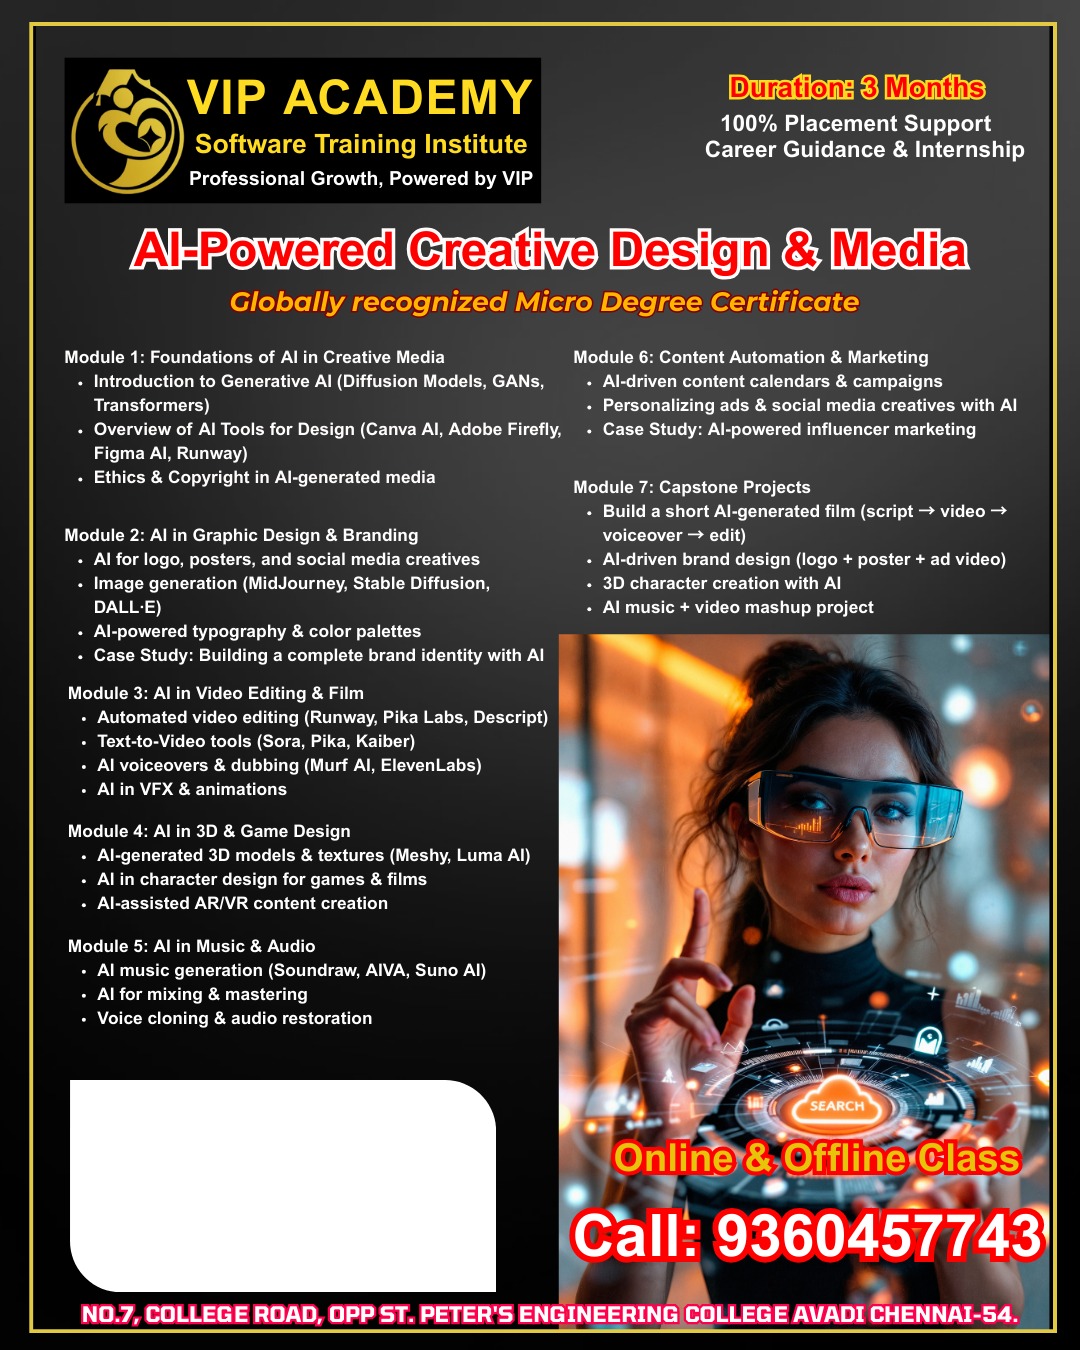 VIP ACADEMY
Software Training Institute
Professional Growth, Powered by VIP
Duration: 3 Months
100% Placement Support
Career Guidance & Internship
AI-Powered Creative Design & Media
Globally recognized Micro Degree Certificate
Module 1: Foundations of AI in Creative Media
• Introduction to Generative AI (Diffusion Models, GANs,
Transformers)
• Overview of AI Tools for Design (Canva AI, Adobe Firefly,
Figma AI, Runway)
• Ethics & Copyright in AI-generated media
Module 2: AI in Graphic Design & Branding
• AI for logo, posters, and social media creatives
• Image generation (MidJourney, Stable Diffusion,
DALL·E)
• AI-powered typography & color palettes
• Case Study: Building a complete brand identity with AI
Module 3: AI in Video Editing & Film
• Automated video editing (Runway, Pika Labs, Descript)
• Text-to-Video tools (Sora, Pika, Kaiber)
• AI voiceovers & dubbing (Murf AI, ElevenLabs)
• AI in VFX & animations
Module 4: AI in 3D & Game Design
• AI-generated 3D models & textures (Meshy, Luma AI)
• AI in character design for games & films
• AI-assisted AR/VR content creation
Module 5: AI in Music & Audio
• AI music generation (Soundraw, AIVA, Suno AI)
• AI for mixing & mastering
• Voice cloning & audio restoration
Module 6: Content Automation & Marketing
• AI-driven content calendars & campaigns
• Personalizing ads & social media creatives with AI
• Case Study: AI-powered influencer marketing
Module 7: Capstone Projects
• Build a short AI-generated film (script → video →
voiceover → edit)
• AI-driven brand design (logo + poster + ad video)
• 3D character creation with AI
• AI music + video mashup project
SEARCH
Online & Offline Class
Call: 9360457743
NO.7, COLLEGE ROAD, OPP ST. PETER'S ENGINEERING COLLEGE AVADI CHENNAI-54.